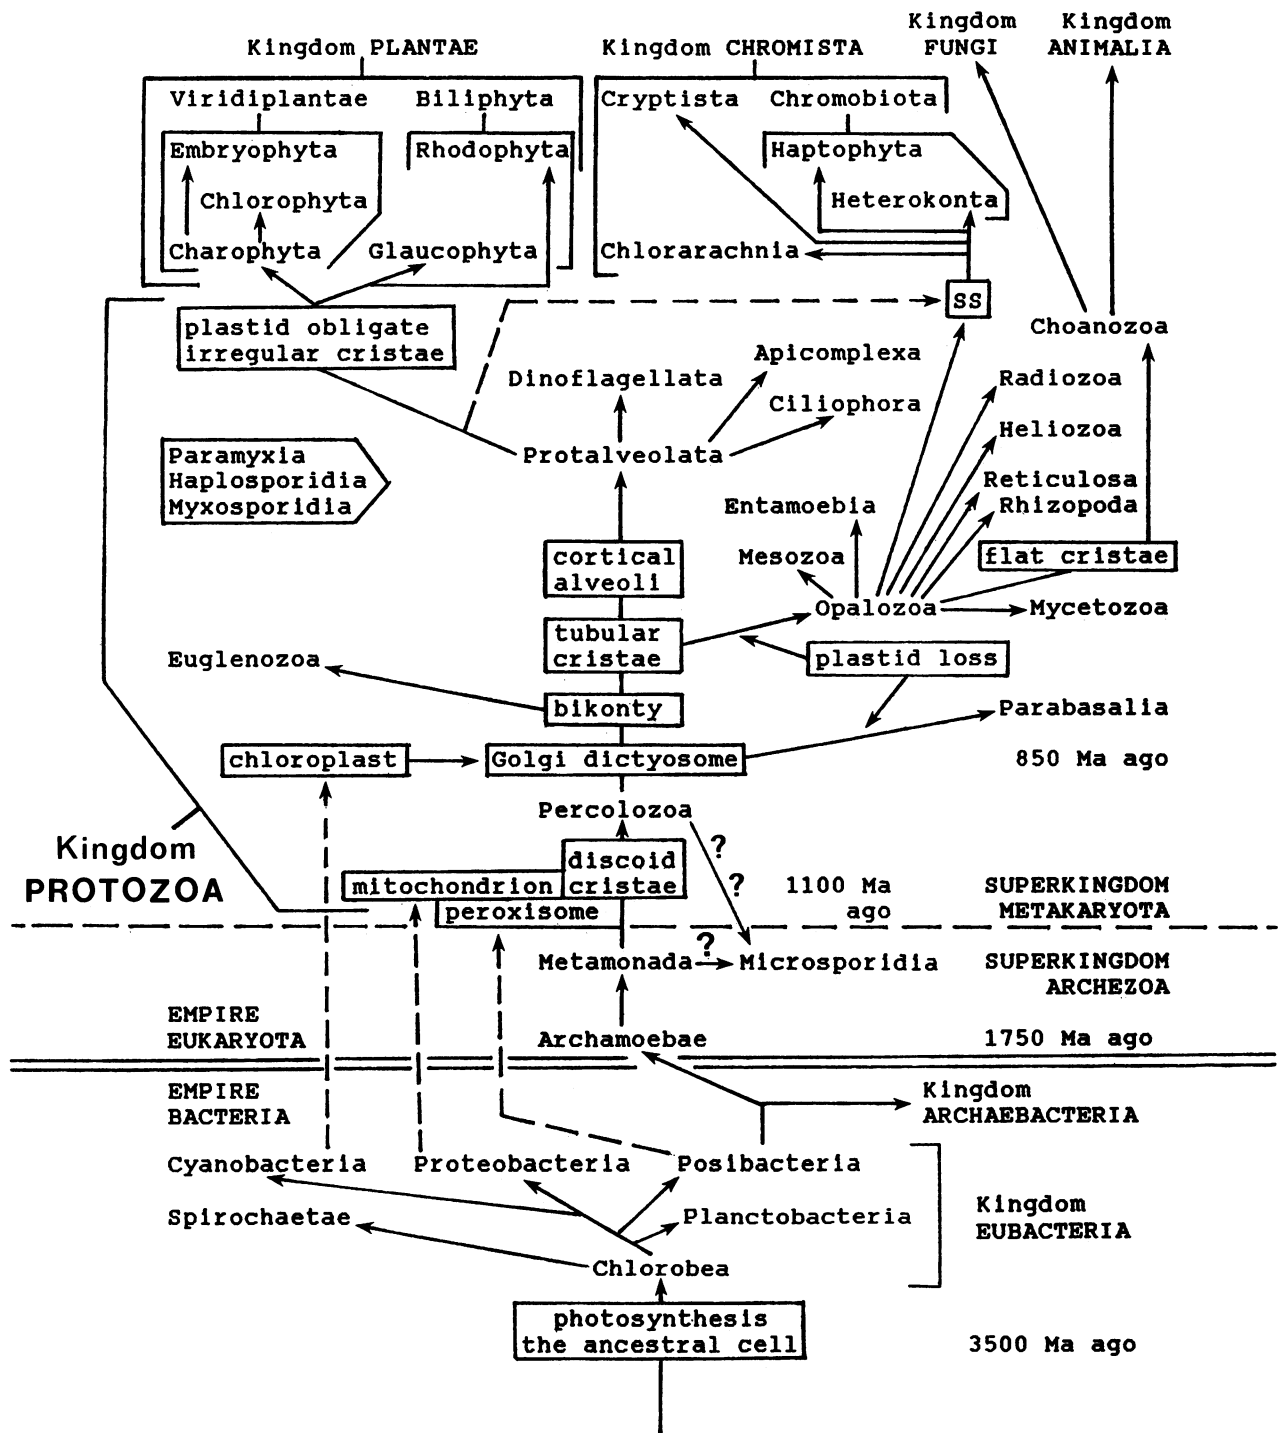 Kingdom PLANTAE
Kingdom CHROMISTA
Kingdom
FUNGI
Kingdom
ANIMALIA
Viridiplantae
Biliphyta
Cryptista
Chromobiota
Embryophyta
Rhodophyta
Haptophyta
Chlorophyta
Heterokonta
Charophyta
Glaucophyta
Chlorarachnia
SS
plastid obligate
irregular cristae
Choanozoa
Apicomplexa
Dinoflagellata
Radiozoa
Ciliophora
Heliozoa
Paramyxia
Haplosporidia
Myxosporidia
Protalveolata
Reticulosa
Rhizopoda
Entamoebia
cortical
alveoli
Mesozoa
flat cristae
Opalozoa
Mycetozoa
tubular
cristae
Euglenozoa
plastid loss
bikonty
Parabasalia
chloroplast
Golgi dictyosome
850 Ma ago
Percolozoa
Kingdom
PROTOZOA
?
?
discoid
cristae
mitochondrion
peroxisome
1100 Ma
ago
SUPERKINGDOM
METAKARYOTA
Metamonada
?
Microsporidia
SUPERKINGDOM
ARCHEZOA
EMPIRE
EUKARYOTA
Archamoebae
1750 Ma ago
EMPIRE
BACTERIA
Kingdom
ARCHAEBACTERIA
Cyanobacteria
Proteobacteria
Posibacteria
Spirochaetae
Planctobacteria
Kingdom
EUBACTERIA
Chlorobea
photosynthesis
the ancestral cell
3500 Ma ago